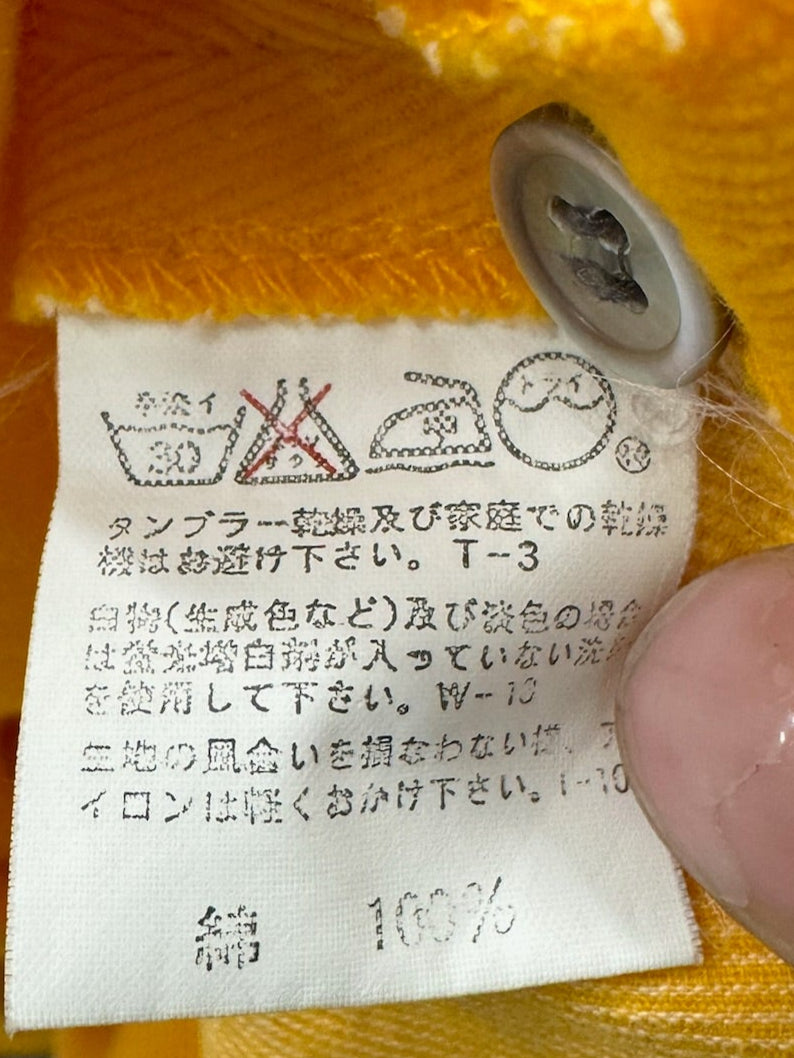 手洗イ
30
ドライ
タンブラー乾燥及び家庭での乾燥
機はお避け下さい。T-3
白物(生成色など)及び淡色の場合
は蛍光増白剤が入っていない洗
を使用して下さい。W-10
生地の風合いを損なわない様、ア
イロンは軽くおかけ下さい。I-10
綿 100%